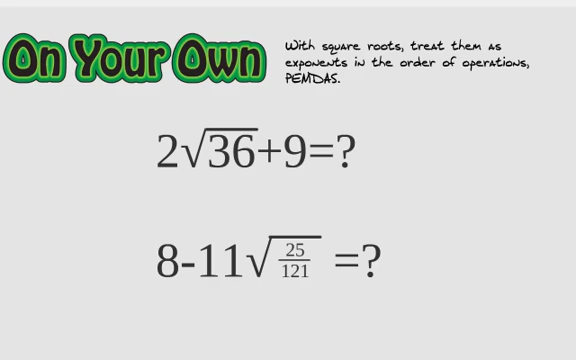 On Your Own
With square roots, treat them as
exponents in the order of operations,
PEMDAS.
2√36+9=?
8-11√25/121 =?